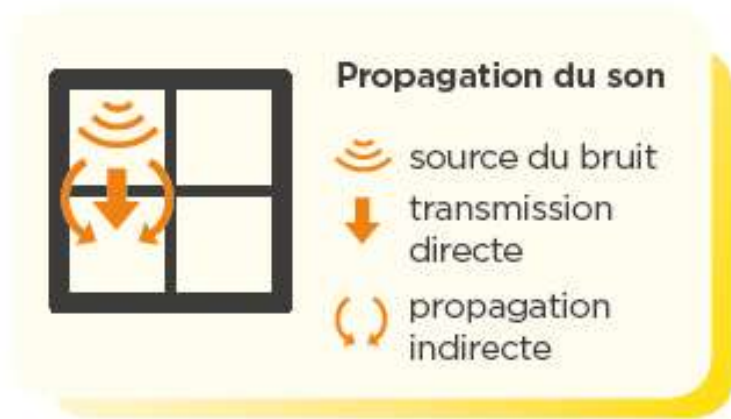 Propagation du son
source du bruit
transmission
directe
propagation
indirecte